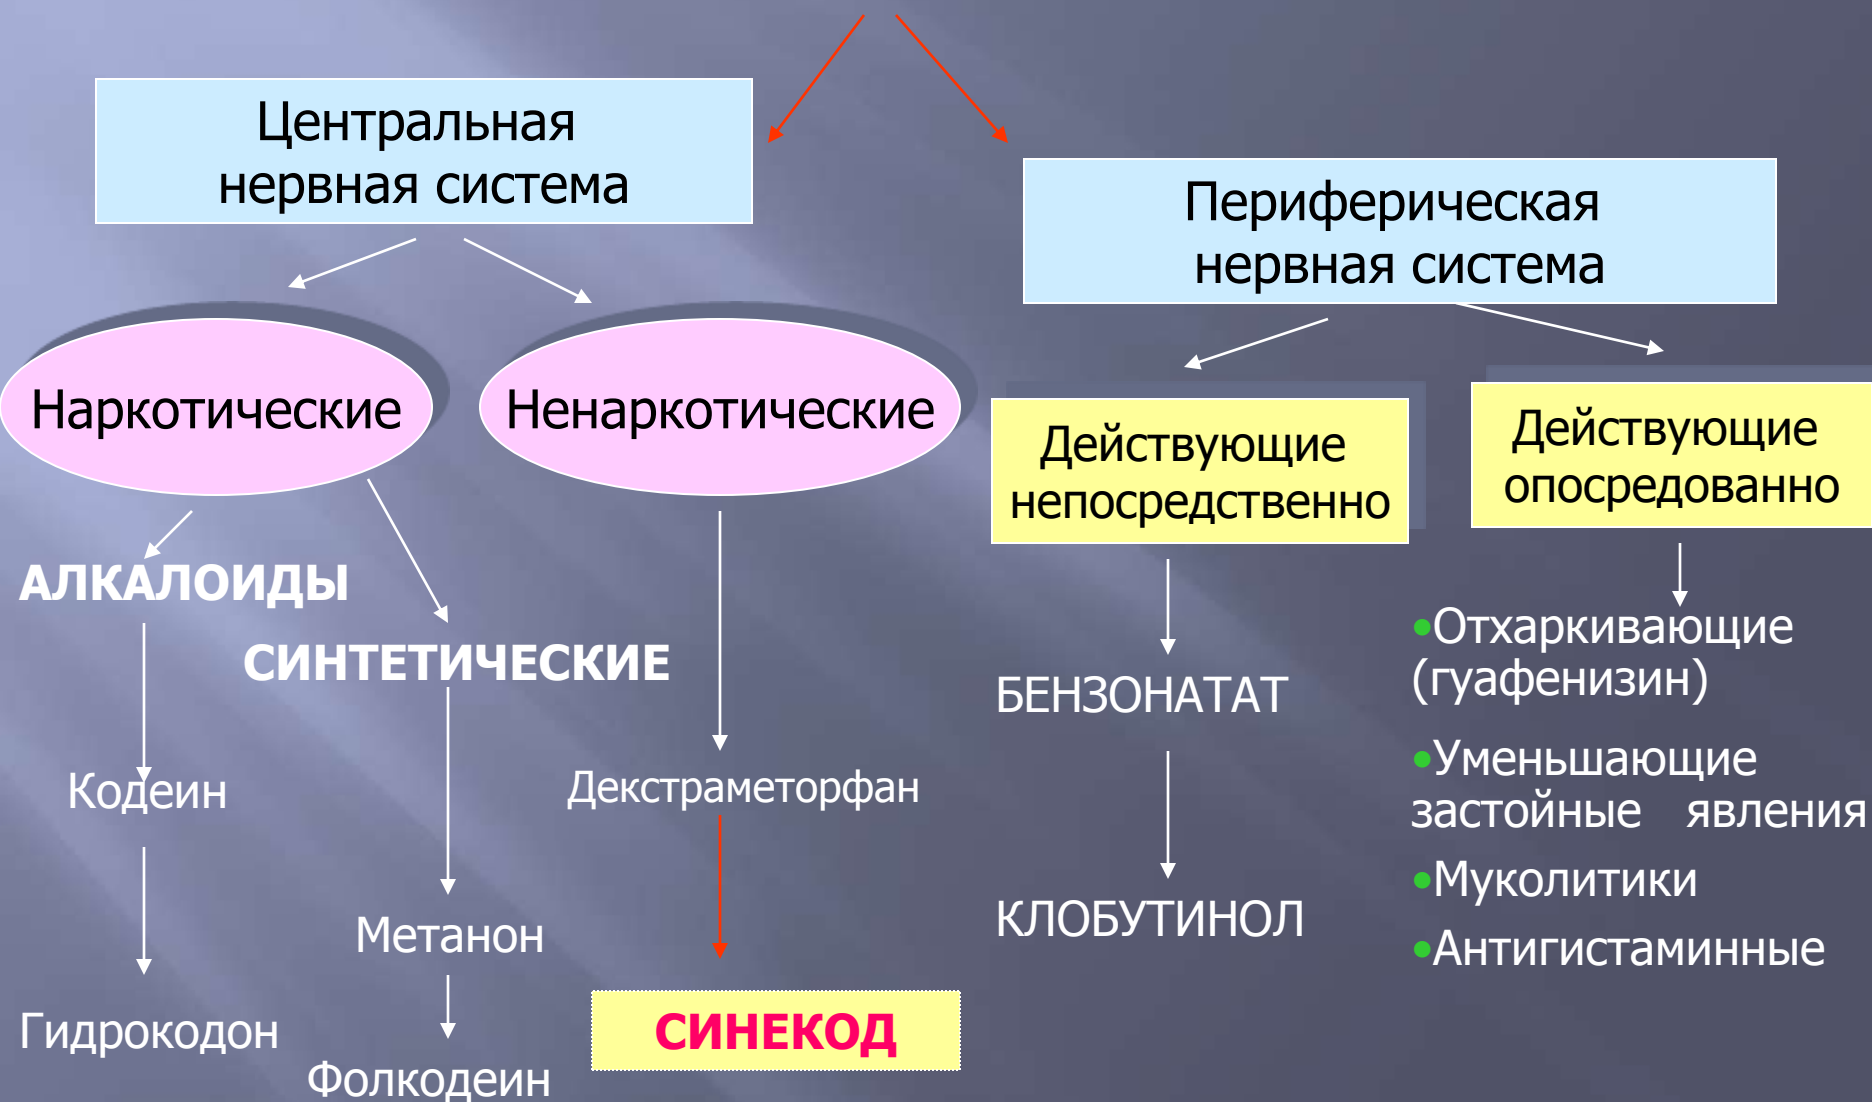 Центральная
нервная система
Периферическая
нервная система
Наркотические
Ненаркотические
Действующие
непосредственно
Действующие
опосредованно
АЛКАЛОИДЫ
СИНТЕТИЧЕСКИЕ
Кодеин
Гидрокодон
Метанон
Фолкодеин
Декстраметорфан
СИНЕКОД
БЕНЗОНАТАТ
КЛОБУТИНОЛ
•Отхаркивающие
(гуафенизин)
•Уменьшающие
застойные явления
•Муколитики
•Антигистаминные